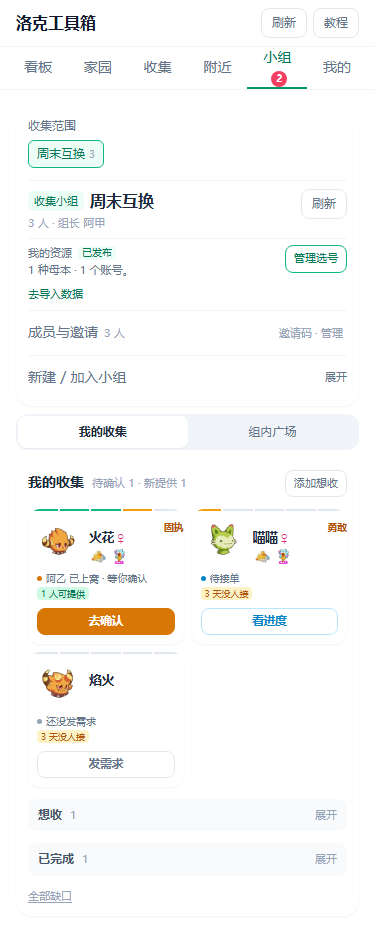 洛克工具箱 刷新 教程
看板 家园 收集 附近 小组 2 我的
收集范围
周末互换 3
收集小组 周末互换 刷新
3 人 · 组长 阿甲
我的资源 已发布
1 种母本 · 1 个账号。 管理选号
去导入数据
成员与邀请 3 人 邀请码 · 管理
新建 / 加入小组 展开
我的收集 组内广场
我的收集 待确认 1 · 新提供 1 添加想收
固执
火花♀
阿乙 已上窝 · 等你确认
1 人可提供
去确认
勇敢
喵喵♀
待接单
3 天没人接
看进度
焰火
还没发需求
3 天没人接
发需求
想收 1 展开
已完成 1 展开
全部缺口